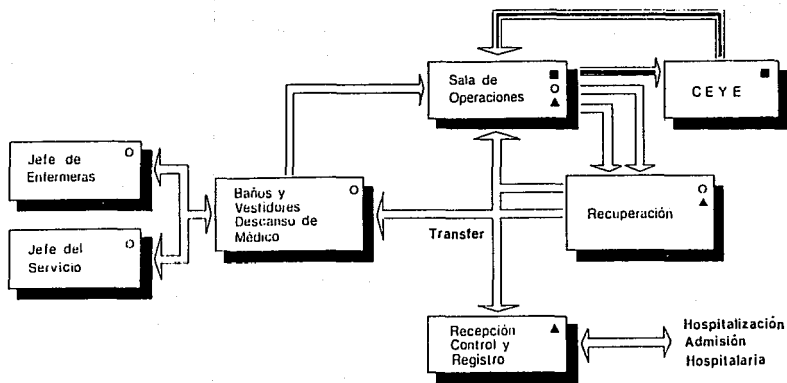 Sala de
Operaciones
CEYE
Jefe de
Enfermeras
Baños y
Vestidores
Descanso de
Médico
Recuperación
Jefe del
Servicio
Transfer
Recepción
Control y
Registro
Hospitalización
Admisión
Hospitalaria